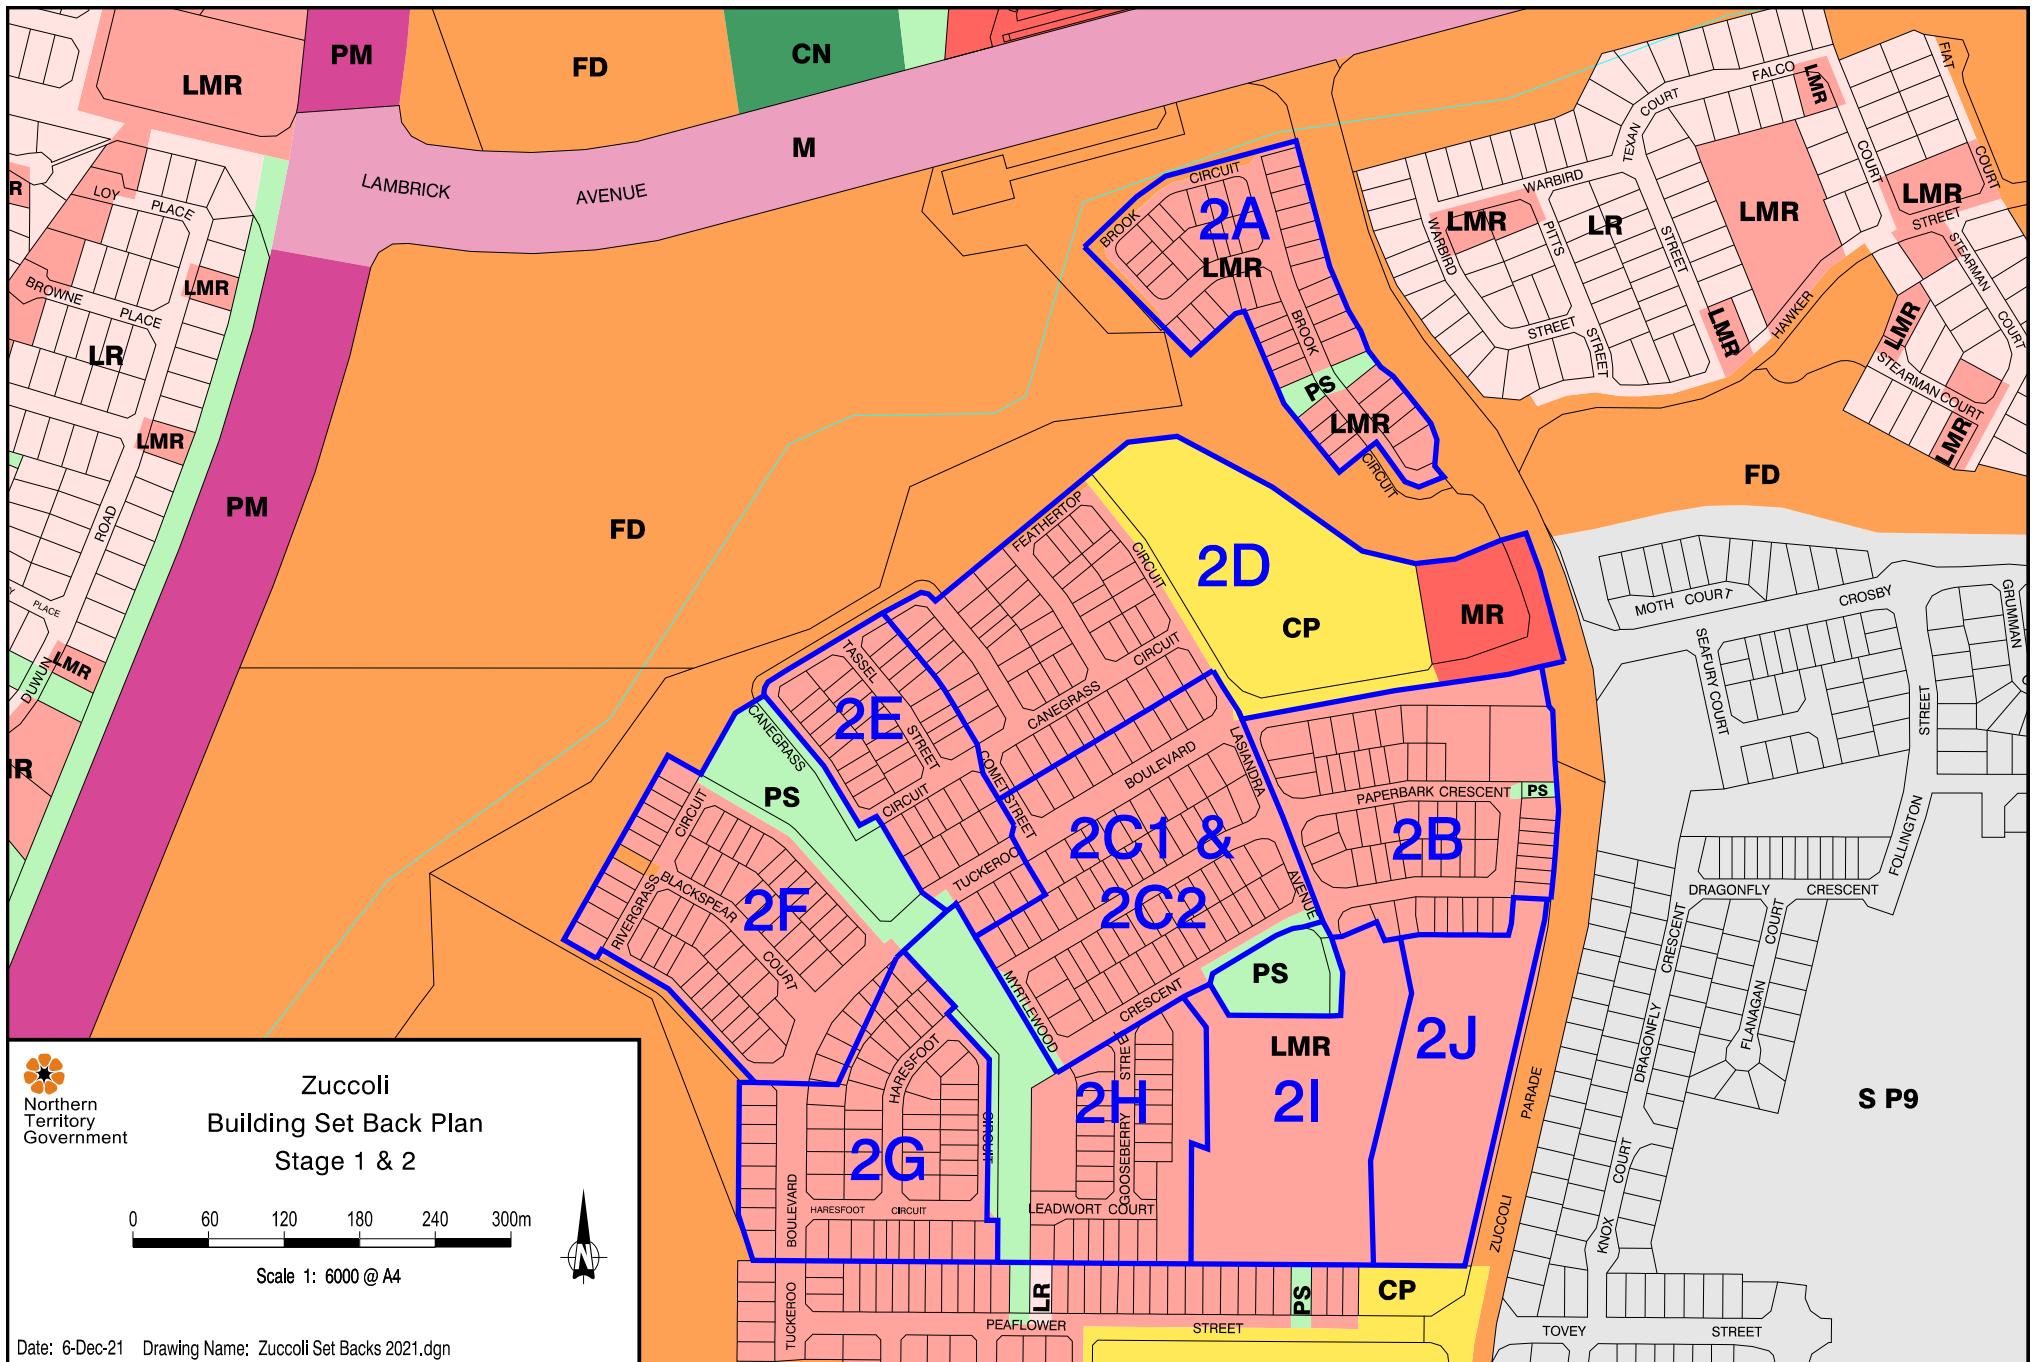 PM
FD
CN
LMR
M
LAMBRICK
AVENUE
FALCO
COURT
TEXAN
LMR
FIAT
COURT
COURT
WARBIRD
LMR
LR
LMR
LMR
STREET
WARBIRD
PITTS
STREET
STEARMAN
COURT
STREET
STREET
LMR
HAWKER
LMR
STEARMAN COURT
LMR
FD
R
LOY
PLACE
LMR
BROWNE
PLACE
LR
LMR
ROAD
PM
FD
PLACE
DUWUN
LMR
CIRCUIT
BROOK
2A
LMR
BROOK
PS
LMR
CIRCUIT
FEATHERTOP
CIRCUIT
2D
CP
MR
MOTH COURT
CROSBY
GRUMMAN
SEAFURY COURT
STREET
FOLLINGTON
TASSEL
STREET
2E
CANEGRASS
CIRCUIT
CANEGRASS
CIRCUIT
COMET STREET
BOULEVARD
LASIANDRA
AVENUE
PAPERBARK CRESCENT
PS
2B
PS
CIRCUIT
2C1 &
2C2
TUCKEROO
RIVERGRASS
BLACKSPEAR
COURT
2F
MYRTLEWOOD
CRESCENT
PS
LMR
2I
2J
DRAGONFLY
CRESCENT
CRESCENT
DRAGONFLY
COURT
FLANAGAN
S P9
HARESFOOT
2G
CIRCUIT
HARESFOOT
CIRCUIT
BOULEVARD
2H
GOOSEBERRY
LEADWORT COURT
PARADE
ZUCCOLI
COURT
KNOX
TUCKEROO
LR
PS
CP
PEAFLOWER
STREET
TOVEY
STREET
Northern
Territory
Government
Zuccoli
Building Set Back Plan
Stage 1 & 2
0 60 120 180 240 300m
Scale 1: 6000 @ A4
N
Date: 6-Dec-21 Drawing Name: Zuccoli Set Backs 2021.dgn